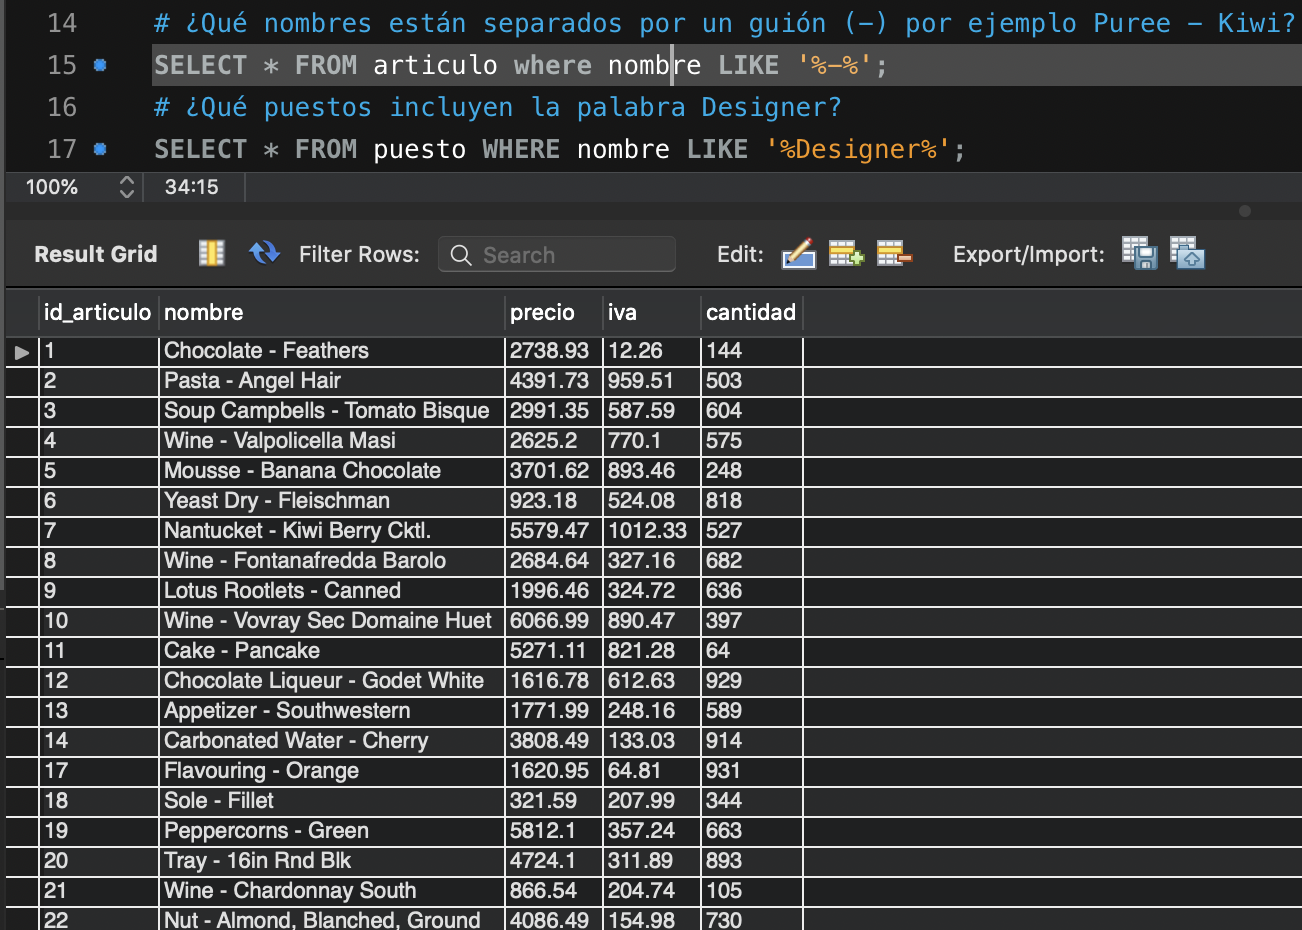 14 # ¿Qué nombres están separados por un guión (-) por ejemplo Puree - Kiwi?
15 SELECT * FROM articulo where nombre LIKE '%-%';
16 # ¿Qué puestos incluyen la palabra Designer?
17 SELECT * FROM puesto WHERE nombre LIKE '%Designer%';
100% 34:15
Result Grid Filter Rows: Search Edit: Export/Import:
id_articulo nombre precio iva cantidad
1 Chocolate - Feathers 2738.93 12.26 144
2 Pasta - Angel Hair 4391.73 959.51 503
3 Soup Campbells - Tomato Bisque 2991.35 587.59 604
4 Wine - Valpolicella Masi 2625.2 770.1 575
5 Mousse - Banana Chocolate 3701.62 893.46 248
6 Yeast Dry - Fleischman 923.18 524.08 818
7 Nantucket - Kiwi Berry Cktl. 5579.47 1012.33 527
8 Wine - Fontanafredda Barolo 2684.64 327.16 682
9 Lotus Rootlets - Canned 1996.46 324.72 636
10 Wine - Vovray Sec Domaine Huet 6066.99 890.47 397
11 Cake - Pancake 5271.11 821.28 64
12 Chocolate Liqueur - Godet White 1616.78 612.63 929
13 Appetizer - Southwestern 1771.99 248.16 589
14 Carbonated Water - Cherry 3808.49 133.03 914
17 Flavouring - Orange 1620.95 64.81 931
18 Sole - Fillet 321.59 207.99 344
19 Peppercorns - Green 5812.1 357.24 663
20 Tray - 16in Rnd Blk 4724.1 311.89 893
21 Wine - Chardonnay South 866.54 204.74 105
22 Nut - Almond, Blanched, Ground 4086.49 154.98 730